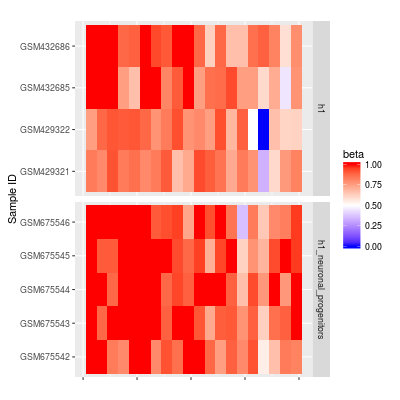 GSM432686
GSM432685
GSM429322
GSM429321
h1
GSM675546
GSM675545
GSM675544
GSM675543
GSM675542
h1_neuronal_progenitors
Sample ID
beta
1.00
0.75
0.50
0.25
0.00